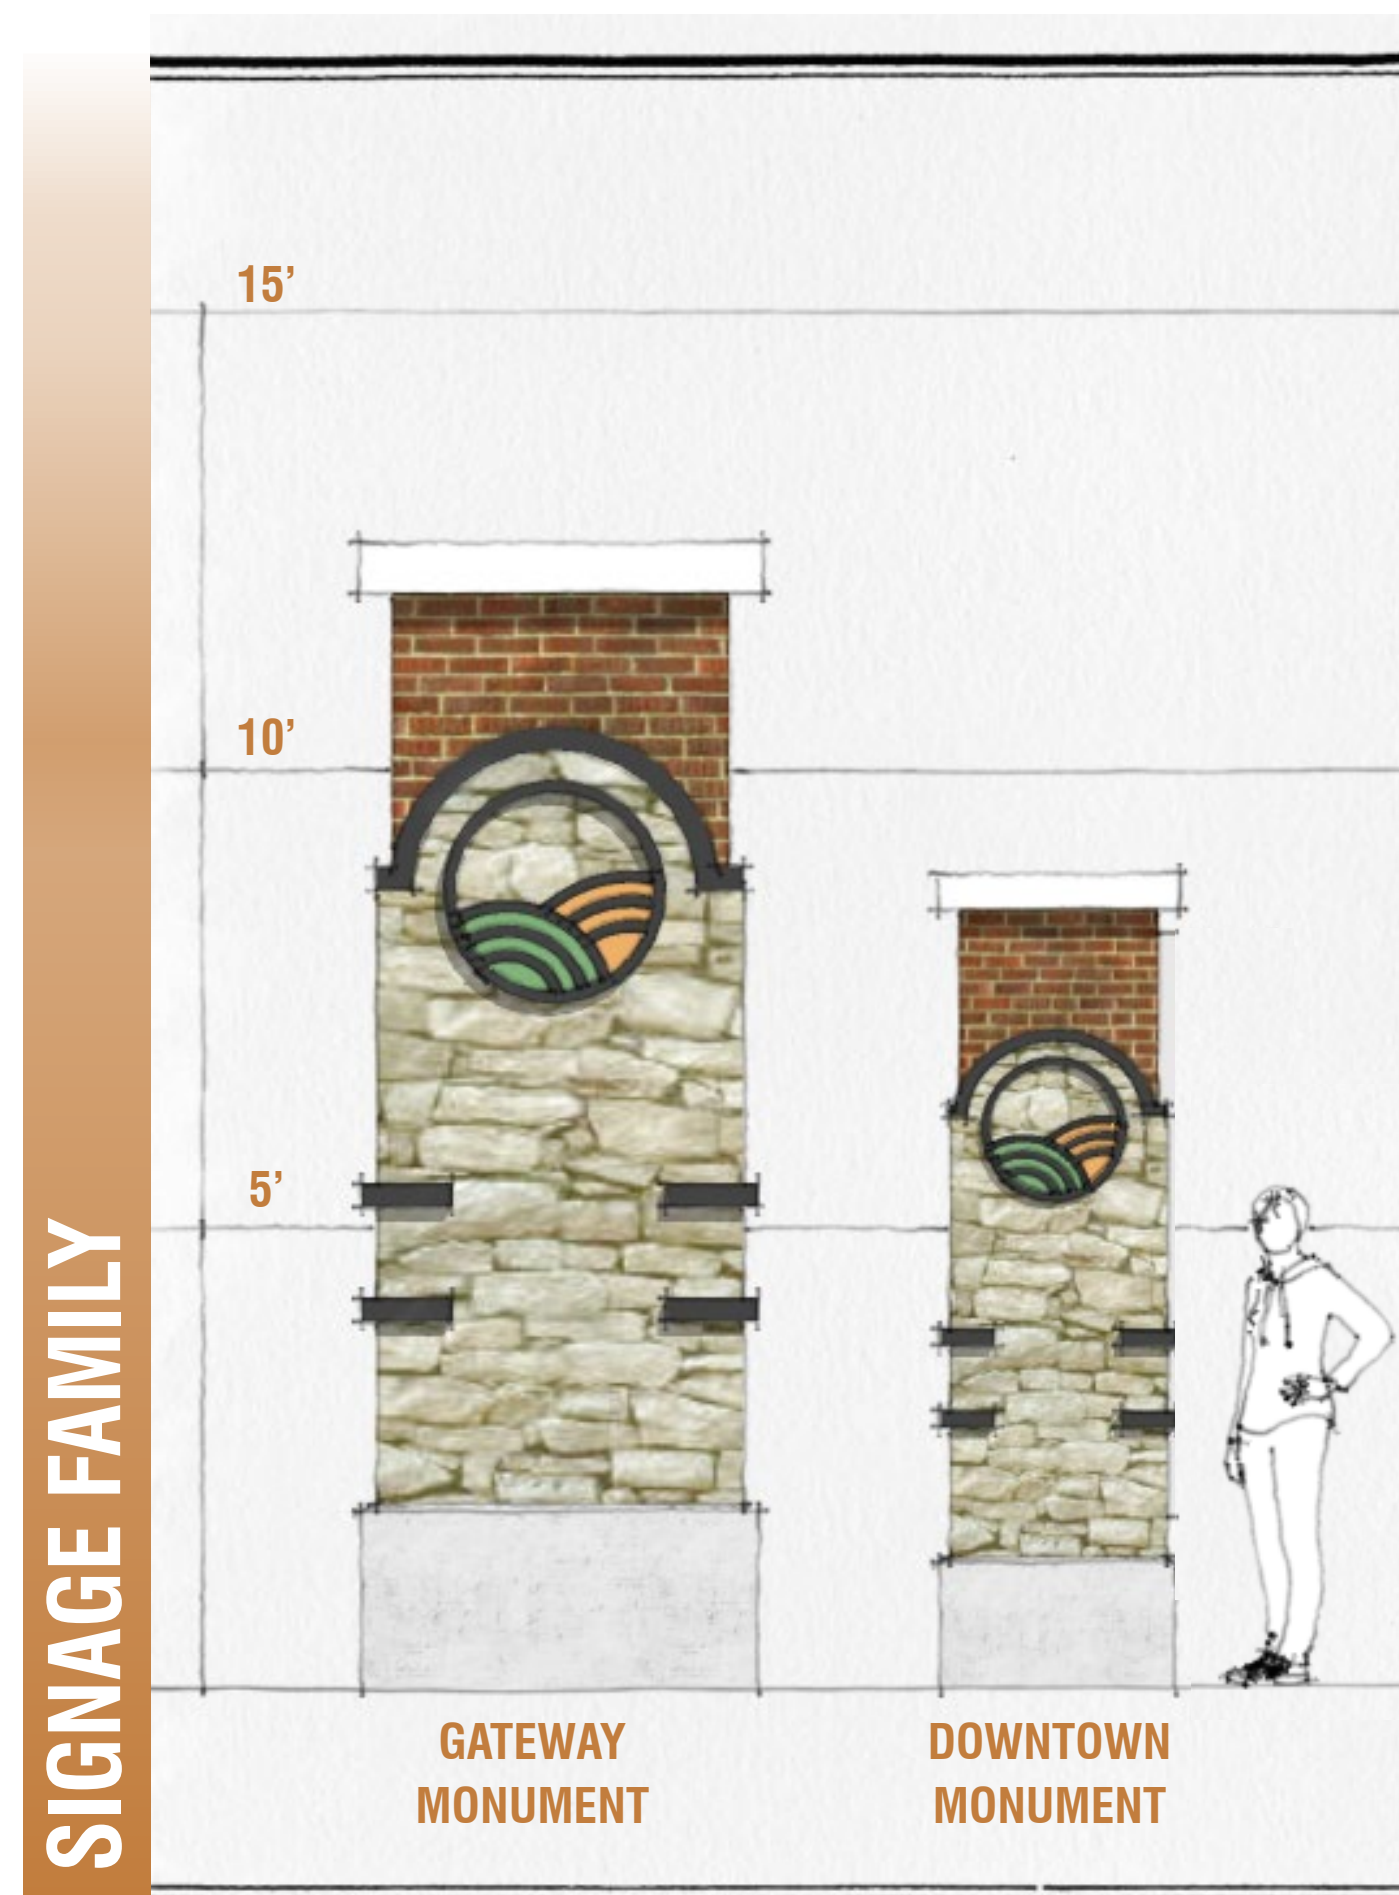 SIGNAGE FAMILY
15’
10’
5’
GATEWAY
MONUMENT
DOWNTOWN
MONUMENT